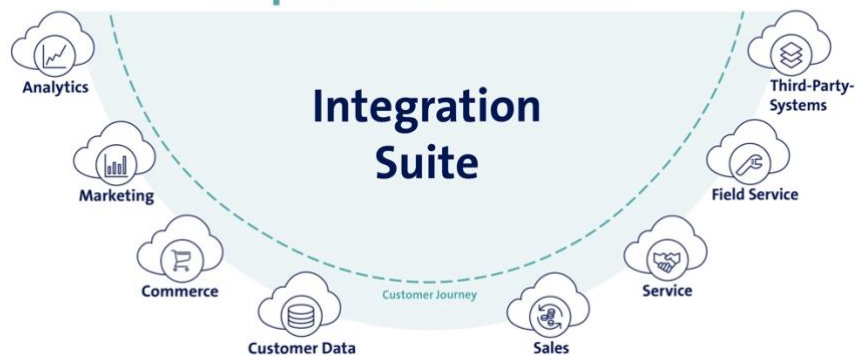 Integration
Suite
Analytics
Marketing
Commerce
Customer Data
Customer Journey
Sales
Service
Field Service
Third-Party-
Systems